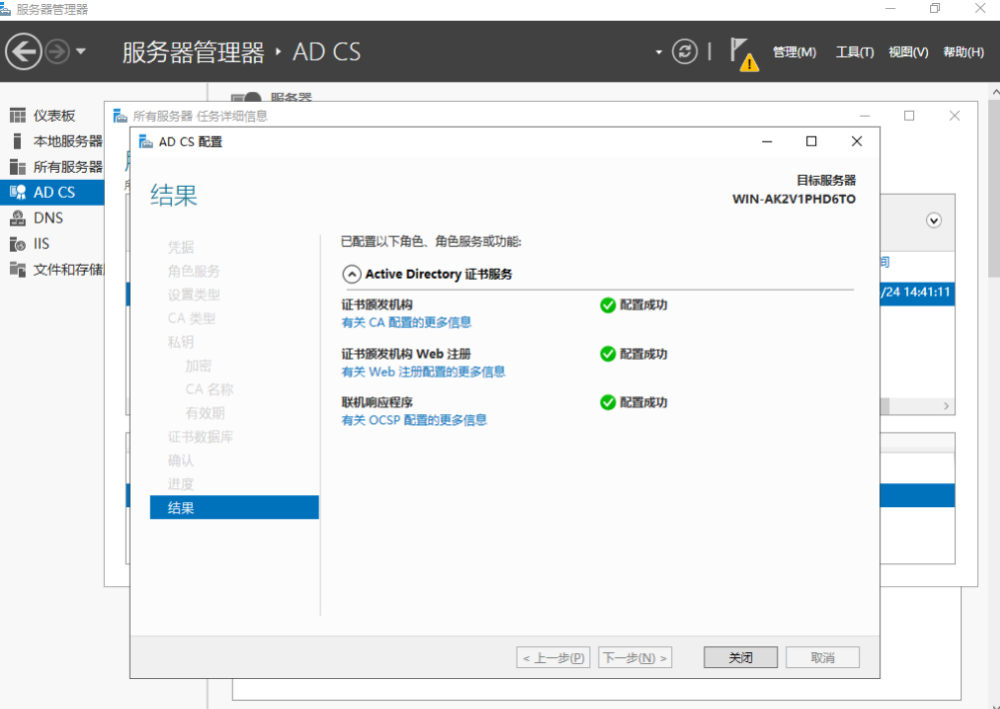 服务器管理器
服务器管理器 · AD CS
管理(M) 工具(T) 视图(V) 帮助(H)
仪表板
本地服务器
所有服务器
AD CS
DNS
IIS
文件和存储
服务器
所有服务器 任务详细信息
AD CS 配置
结果
目标服务器
WIN-AK2V1PHD6TO
凭据
角色服务
设置类型
CA 类型
私钥
加密
CA 名称
有效期
证书数据库
确认
进度
结果
已配置以下角色、角色服务或功能:
Active Directory 证书服务
证书颁发机构 配置成功
有关 CA 配置的更多信息
证书颁发机构 Web 注册 配置成功
有关 Web 注册配置的更多信息
联机响应程序 配置成功
有关 OCSP 配置的更多信息
间
/24 14:41:11
< 上一步(P) 下一步(N) > 关闭 取消